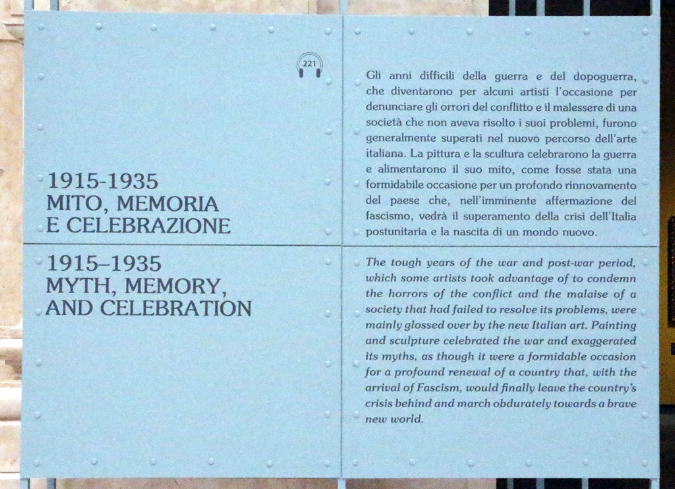 221
1915-1935
MITO, MEMORIA
E CELEBRAZIONE
Gli anni difficili della guerra e del dopoguerra,
che diventarono per alcuni artisti l'occasione per
denunciare gli orrori del conflitto e il malessere di una
società che non aveva risolto i suoi problemi, furono
generalmente superati nel nuovo percorso dell'arte
italiana. La pittura e la scultura celebrarono la guerra
e alimentarono il suo mito, come fosse stata una
formidabile occasione per un profondo rinnovamento
del paese che, nell'imminente affermazione del
fascismo, vedrà il superamento della crisi dell'Italia
postunitaria e la nascita di un mondo nuovo.
1915–1935
MYTH, MEMORY,
AND CELEBRATION
The tough years of the war and post-war period,
which some artists took advantage of to condemn
the horrors of the conflict and the malaise of a
society that had failed to resolve its problems, were
mainly glossed over by the new Italian art. Painting
and sculpture celebrated the war and exaggerated
its myths, as though it were a formidable occasion
for a profound renewal of a country that, with the
arrival of Fascism, would finally leave the country's
crisis behind and march obdurately towards a brave
new world.